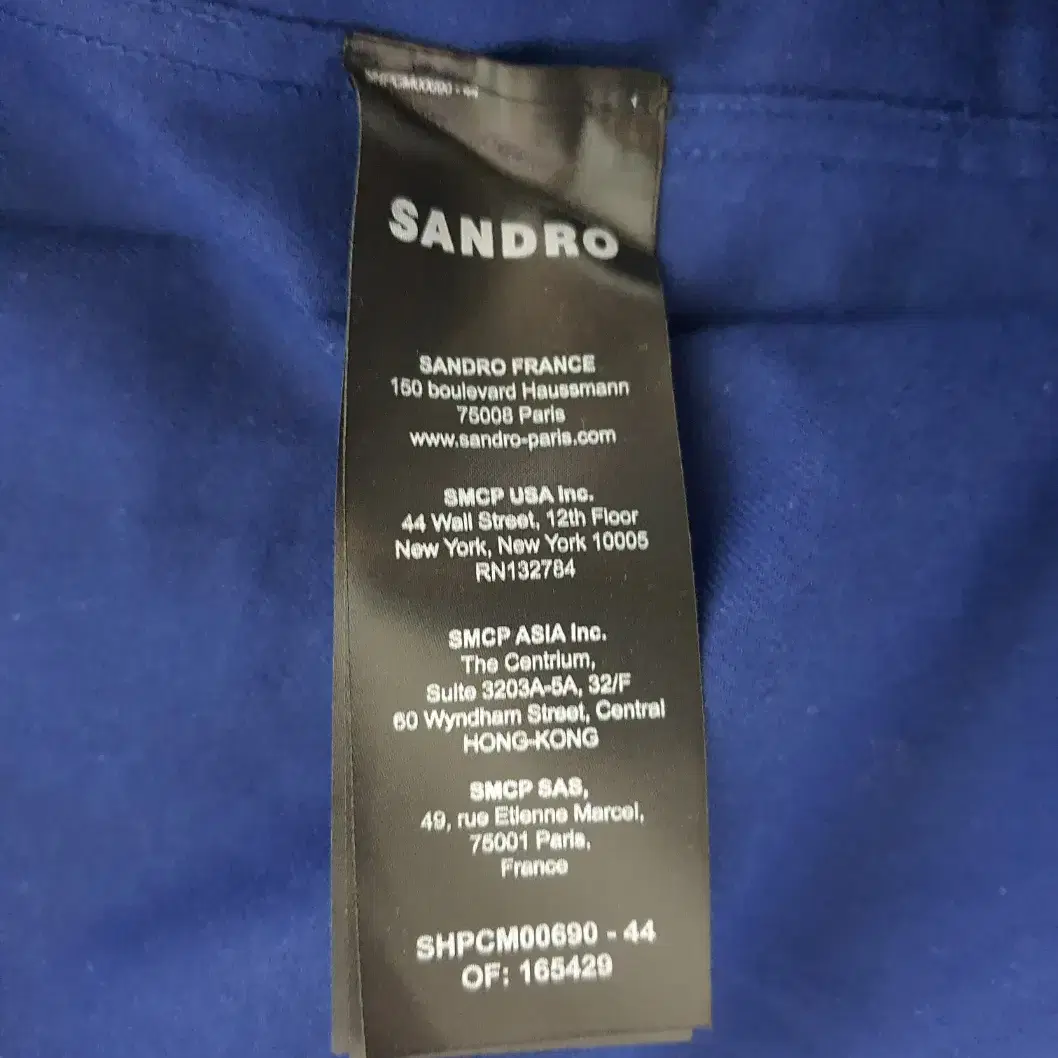 SHPCM00690 - 44
SANDRO
SANDRO FRANCE
150 boulevard Haussmann
75008 Paris
www.sandro-paris.com
SMCP USA Inc.
44 Wall Street, 12th Floor
New York, New York 10005
RN132784
SMCP ASIA Inc.
The Centrium,
Suite 3203A-5A, 32/F
60 Wyndham Street, Central
HONG-KONG
SMCP SAS,
49, rue Etienne Marcel,
75001 Paris,
France
SHPCM00690 - 44
OF: 165429